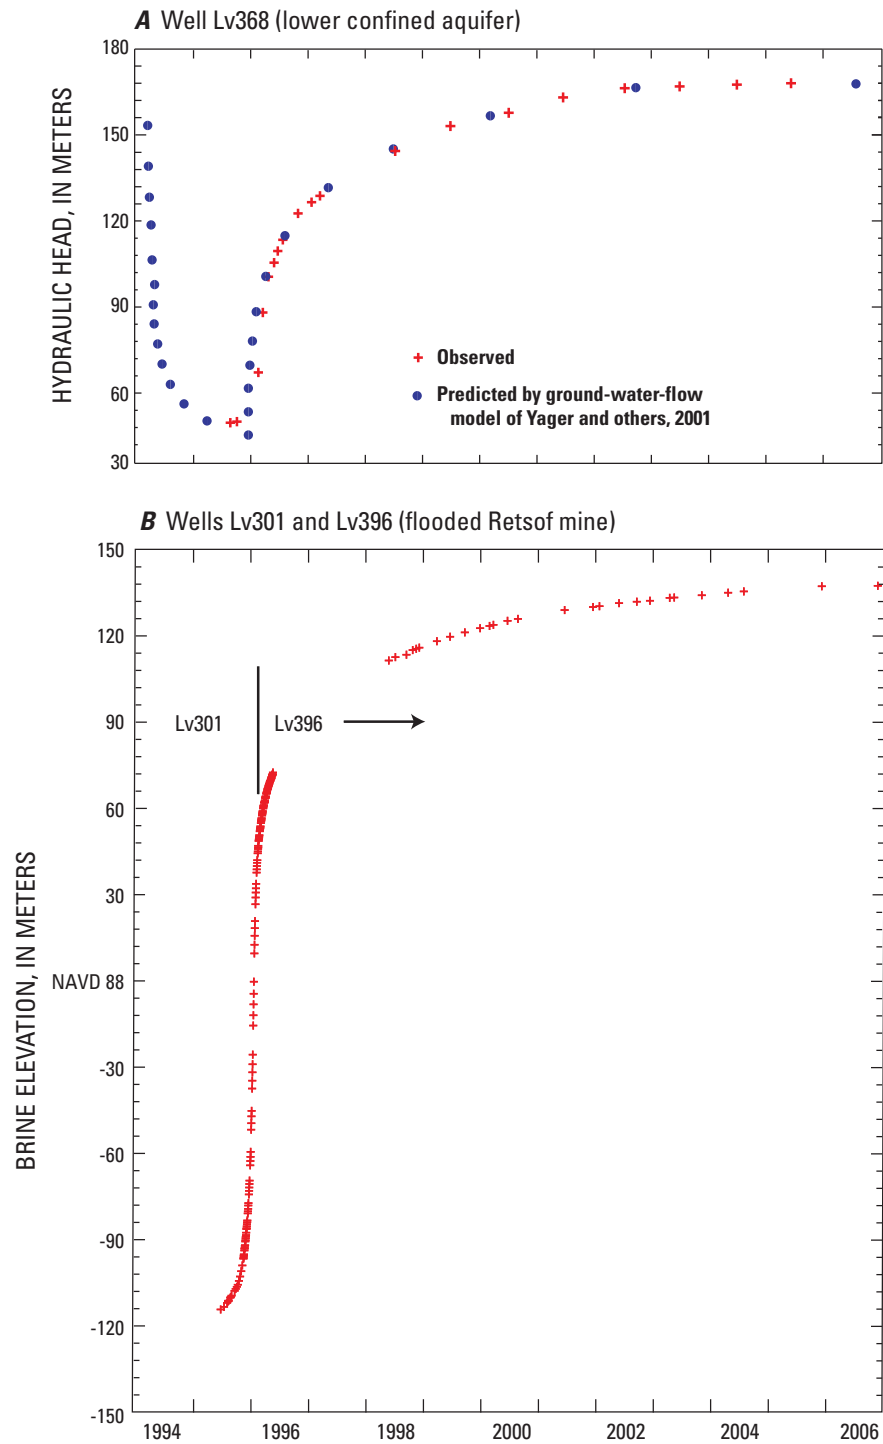 A Well Lv368 (lower confined aquifer)
180
150
120
90
60
30
HYDRAULIC HEAD, IN METERS
Observed
Predicted by ground-water-flow
model of Yager and others, 2001
B Wells Lv301 and Lv396 (flooded Retsof mine)
150
120
90
60
30
NAVD 88
-30
-60
-90
-120
-150
BRINE ELEVATION, IN METERS
Lv301
Lv396
1994 1996 1998 2000 2002 2004 2006